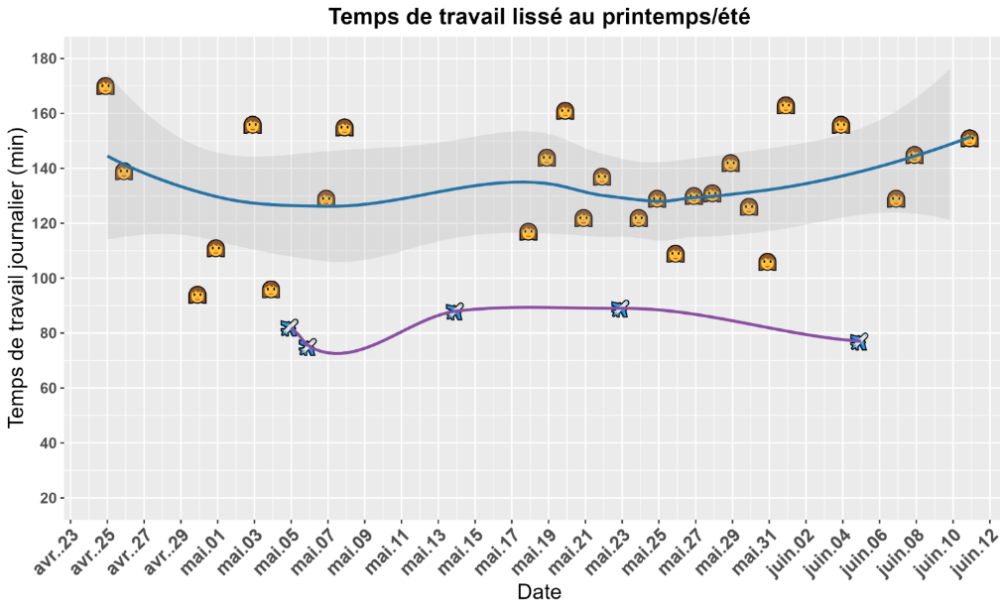 Temps de travail lissé au printemps/été
Temps de travail journalier (min)
180
160
140
120
100
80
60
40
20
avr..23
avr..25
avr..27
avr..29
mai.01
mai.03
mai.05
mai.07
mai.09
mai.11
mai.13
mai.15
mai.17
mai.19
mai.21
mai.23
mai.25
mai.27
mai.29
mai.31
juin.02
juin.04
juin.06
juin.08
juin.10
juin.12
Date